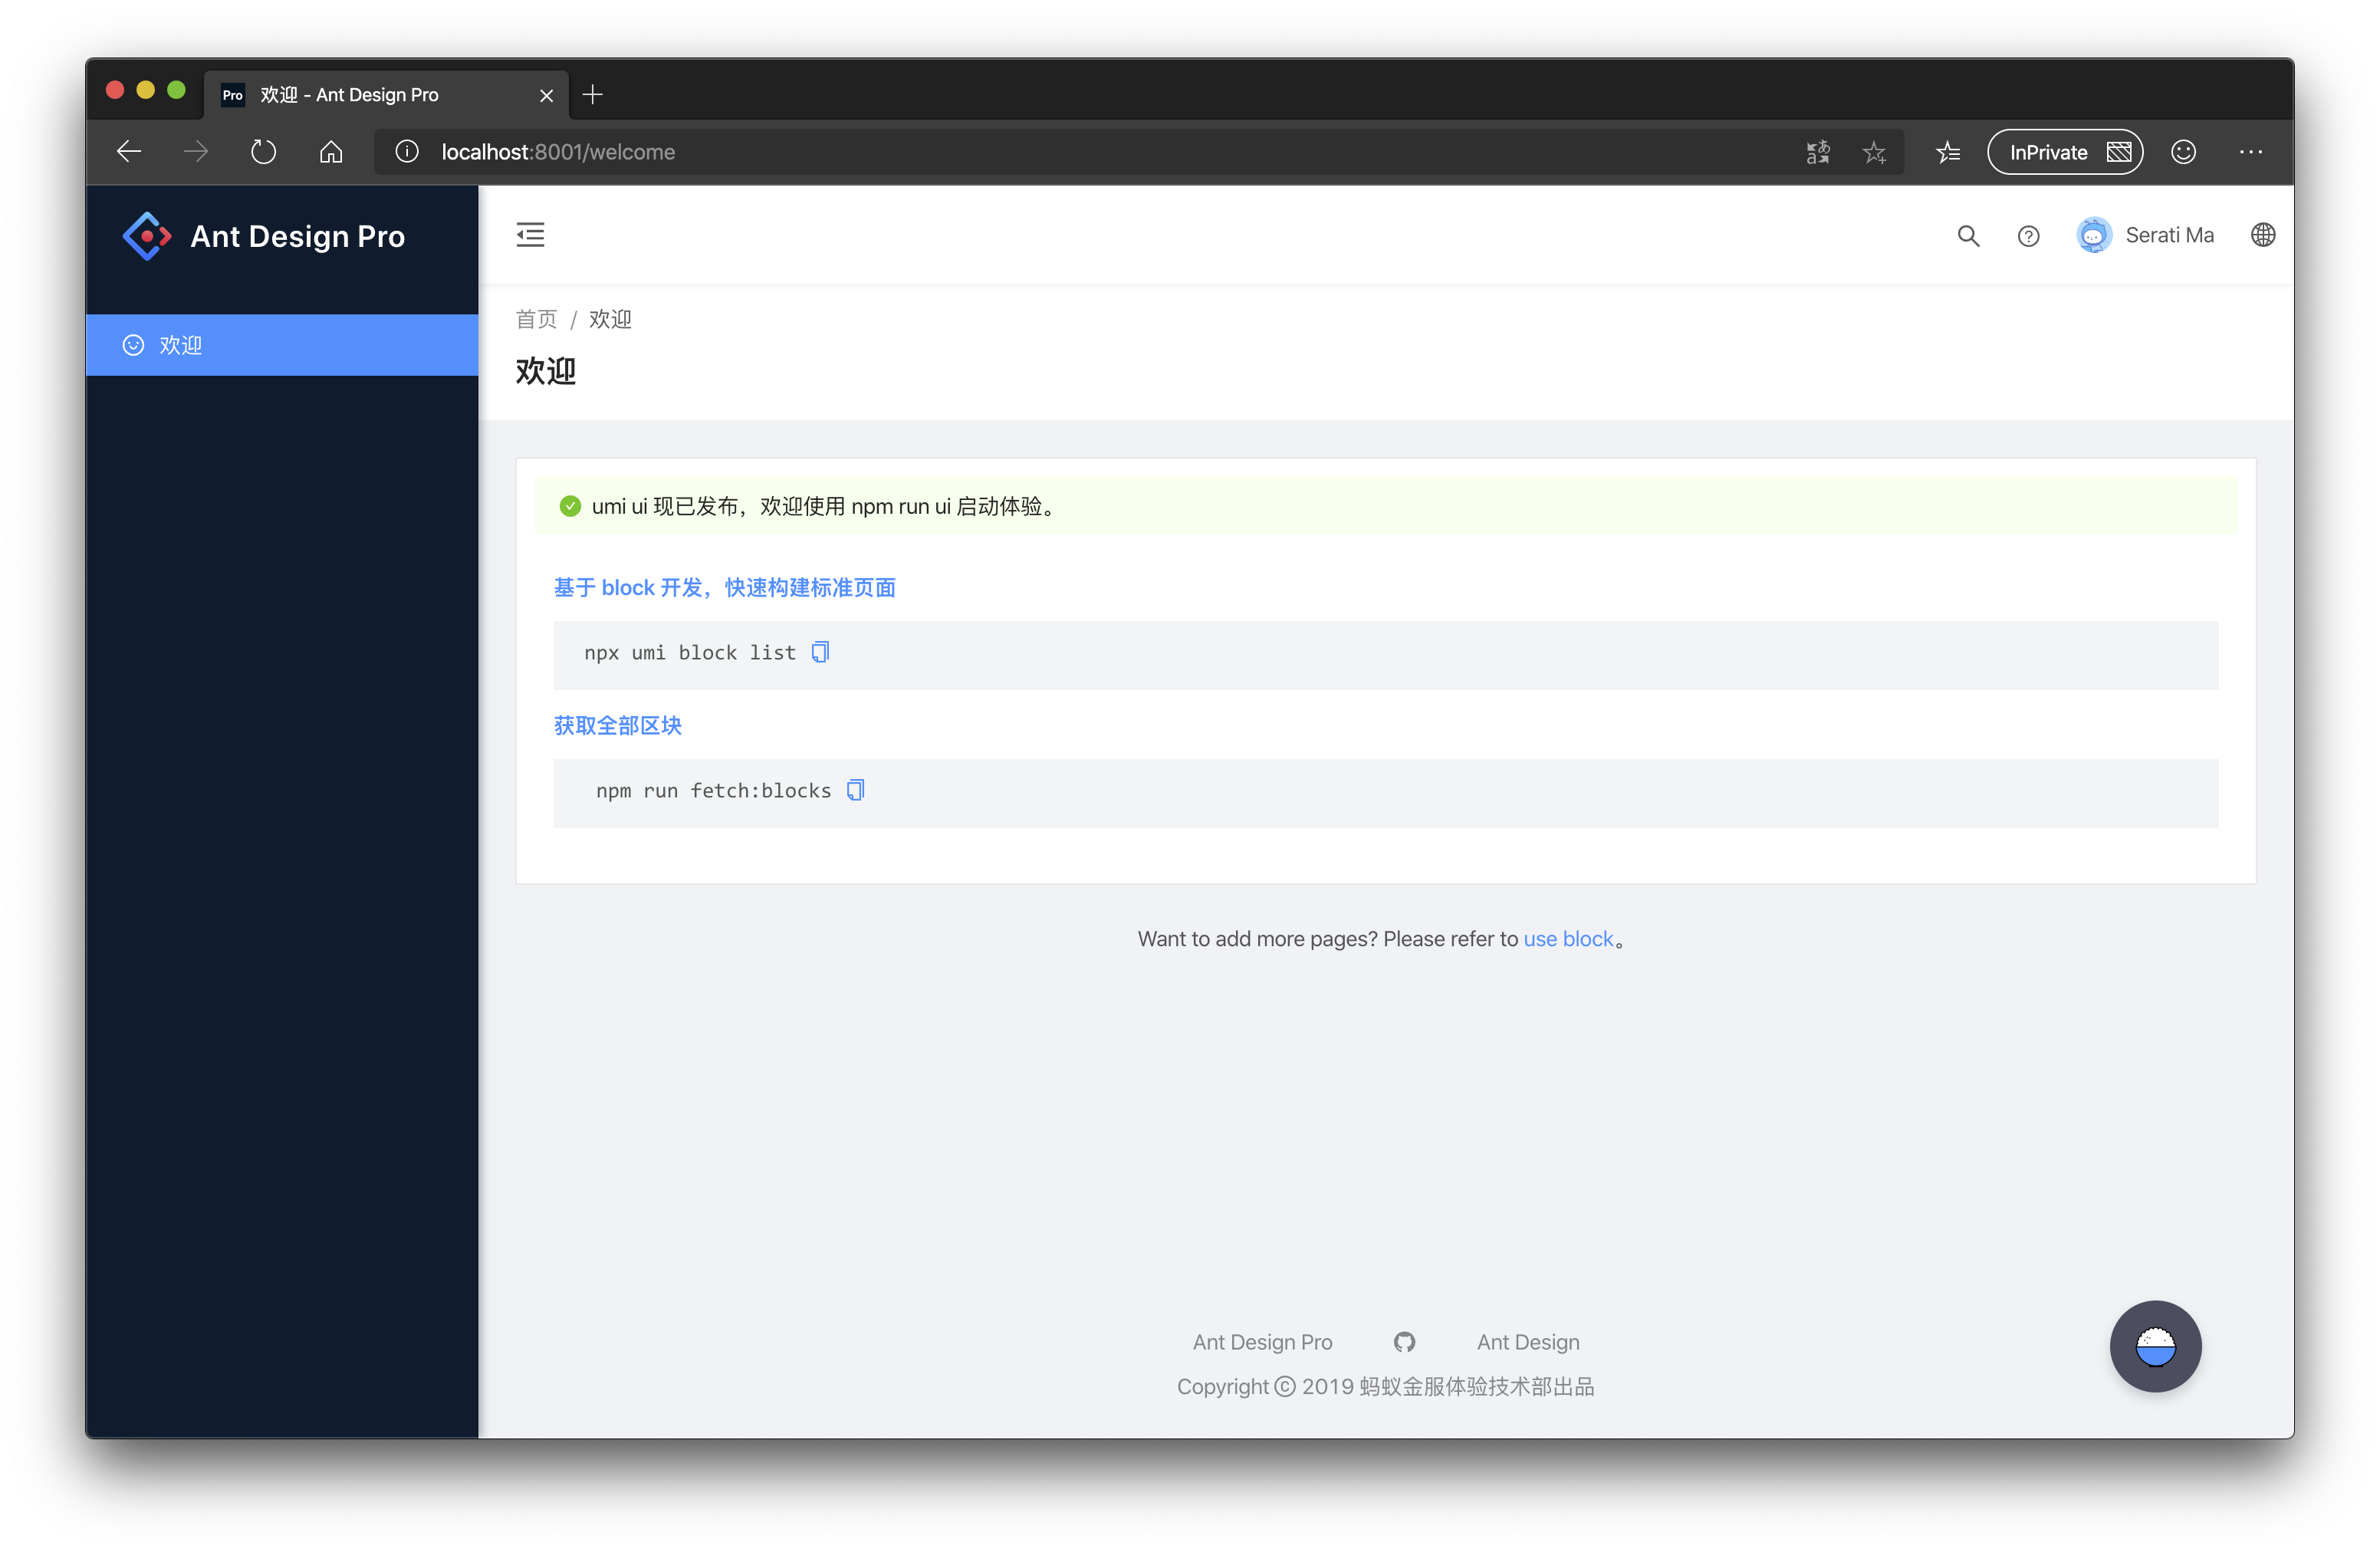 Pro 欢迎 - Ant Design Pro
localhost:8001/welcome
InPrivate
Ant Design Pro
Serati Ma
欢迎
首页 / 欢迎
欢迎
umi ui 现已发布，欢迎使用 npm run ui 启动体验。
基于 block 开发，快速构建标准页面
npx umi block list
获取全部区块
npm run fetch:blocks
Want to add more pages? Please refer to use block。
Ant Design Pro
Ant Design
Copyright © 2019 蚂蚁金服体验技术部出品